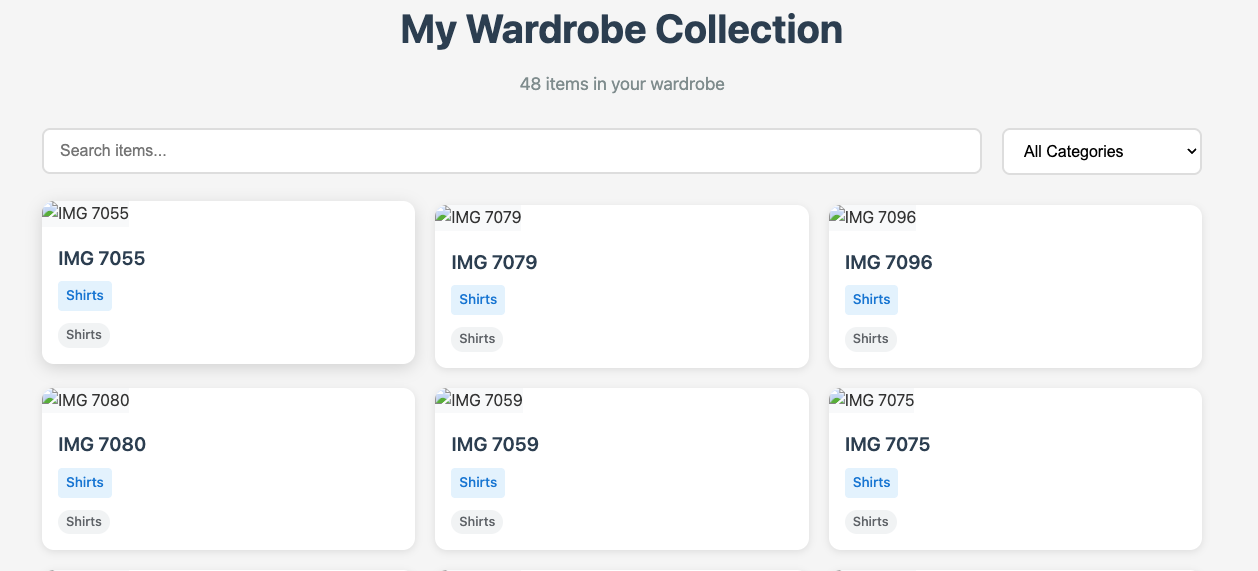 My Wardrobe Collection
48 items in your wardrobe
Search items...
All Categories
IMG 7055
IMG 7055
Shirts
Shirts
IMG 7079
IMG 7079
Shirts
Shirts
IMG 7096
IMG 7096
Shirts
Shirts
IMG 7080
IMG 7080
Shirts
Shirts
IMG 7059
IMG 7059
Shirts
Shirts
IMG 7075
IMG 7075
Shirts
Shirts